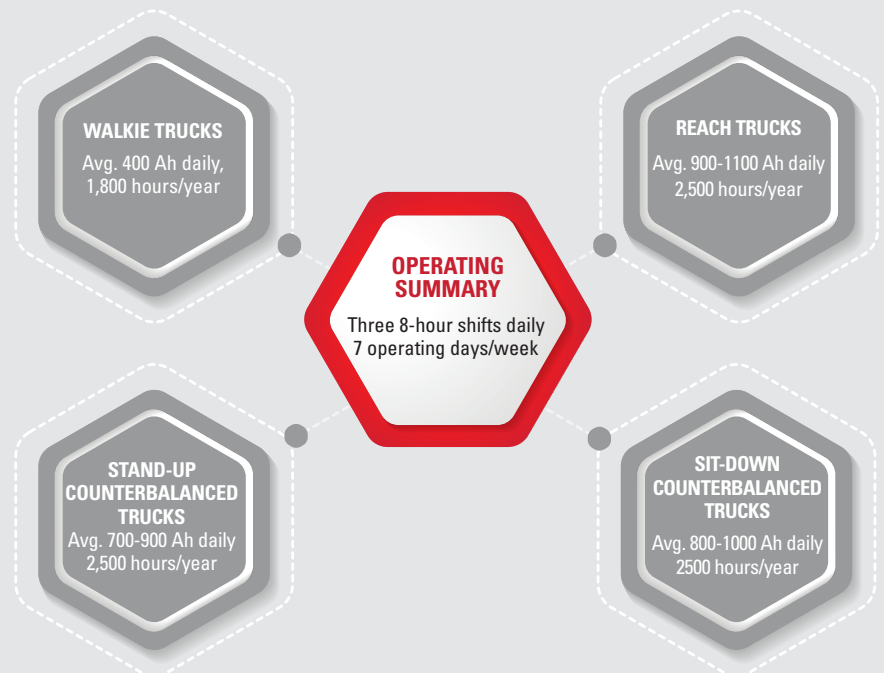 WALKIE TRUCKS
Avg. 400 Ah daily,
1,800 hours/year
REACH TRUCKS
Avg. 900-1100 Ah daily
2,500 hours/year
OPERATING
SUMMARY
Three 8-hour shifts daily
7 operating days/week
STAND-UP
COUNTERBALANCED
TRUCKS
Avg. 700-900 Ah daily
2,500 hours/year
SIT-DOWN
COUNTERBALANCED
TRUCKS
Avg. 800-1000 Ah daily
2500 hours/year